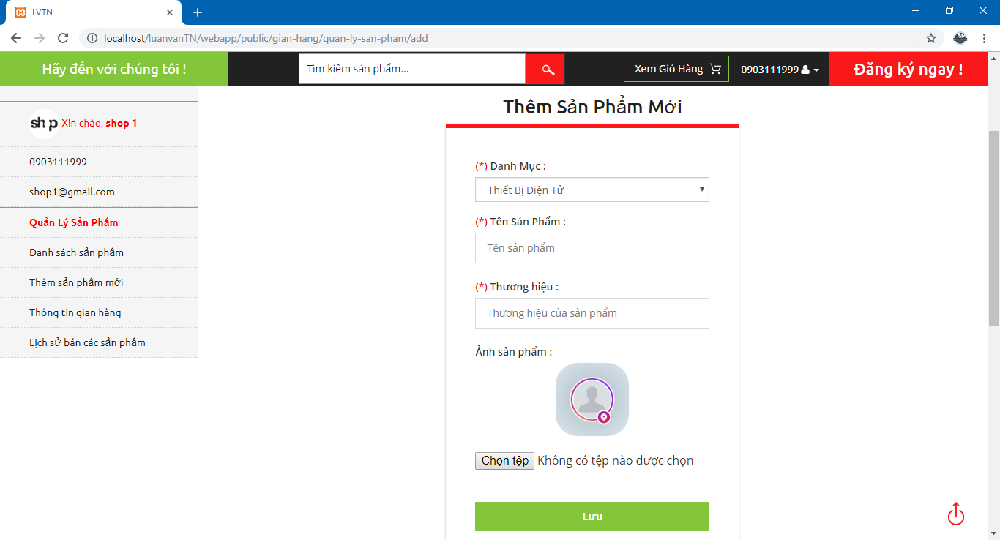 LVTN
localhost/luanvanTN/webapp/public/gian-hang/quan-ly-san-pham/add
Hãy đến với chúng tôi !
Tìm kiếm sản phẩm...
Xem Giỏ Hàng
0903111999
Đăng ký ngay !
shop Xin chào, shop 1
0903111999
shop1@gmail.com
Quản Lý Sản Phẩm
Danh sách sản phẩm
Thêm sản phẩm mới
Thông tin gian hàng
Lịch sử bán các sản phẩm
Thêm Sản Phẩm Mới
(*) Danh Mục :
Thiết Bị Điện Tử
(*) Tên Sản Phẩm :
Tên sản phẩm
(*) Thương hiệu :
Thương hiệu của sản phẩm
Ảnh sản phẩm :
Chọn tệp Không có tệp nào được chọn
Lưu